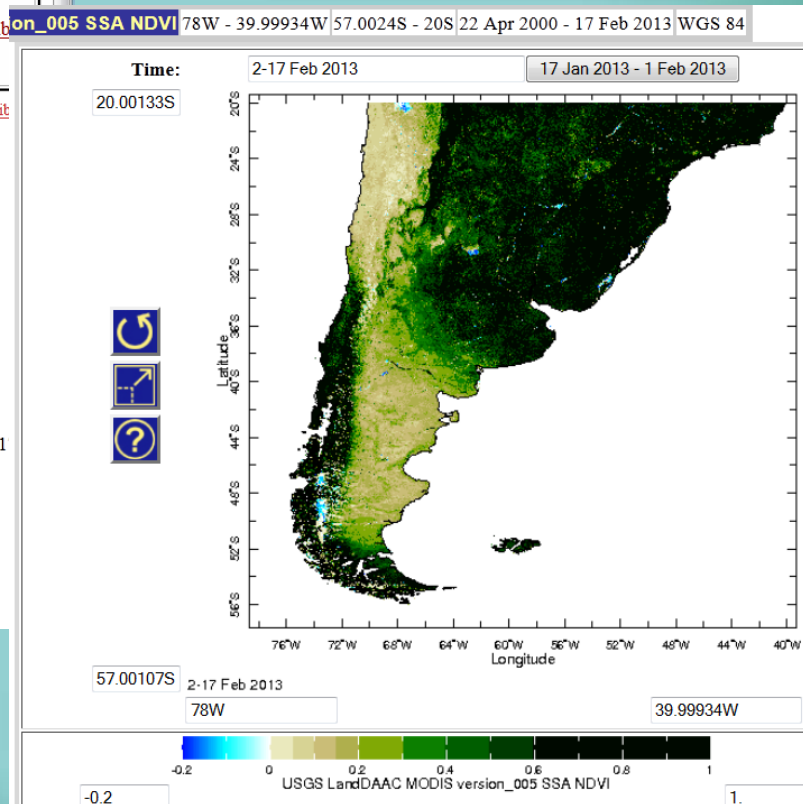 on_005 SSA NDVI 78W - 39.99934W 57.0024S - 20S 22 Apr 2000 - 17 Feb 2013 WGS 84
Time: 2-17 Feb 2013 17 Jan 2013 - 1 Feb 2013
20.00133S
20°S
24°S
28°S
32°S
36°S
40°S
44°S
48°S
52°S
56°S
Latitude
?
76°W 72°W 68°W 64°W 60°W 56°W 52°W 48°W 44°W 40°W
Longitude
57.00107S
2-17 Feb 2013
78W 39.99934W
-0.2 0 0.2 0.4 0.6 0.8 1
USGS LandDAAC MODIS version_005 SSA NDVI
-0.2 1.